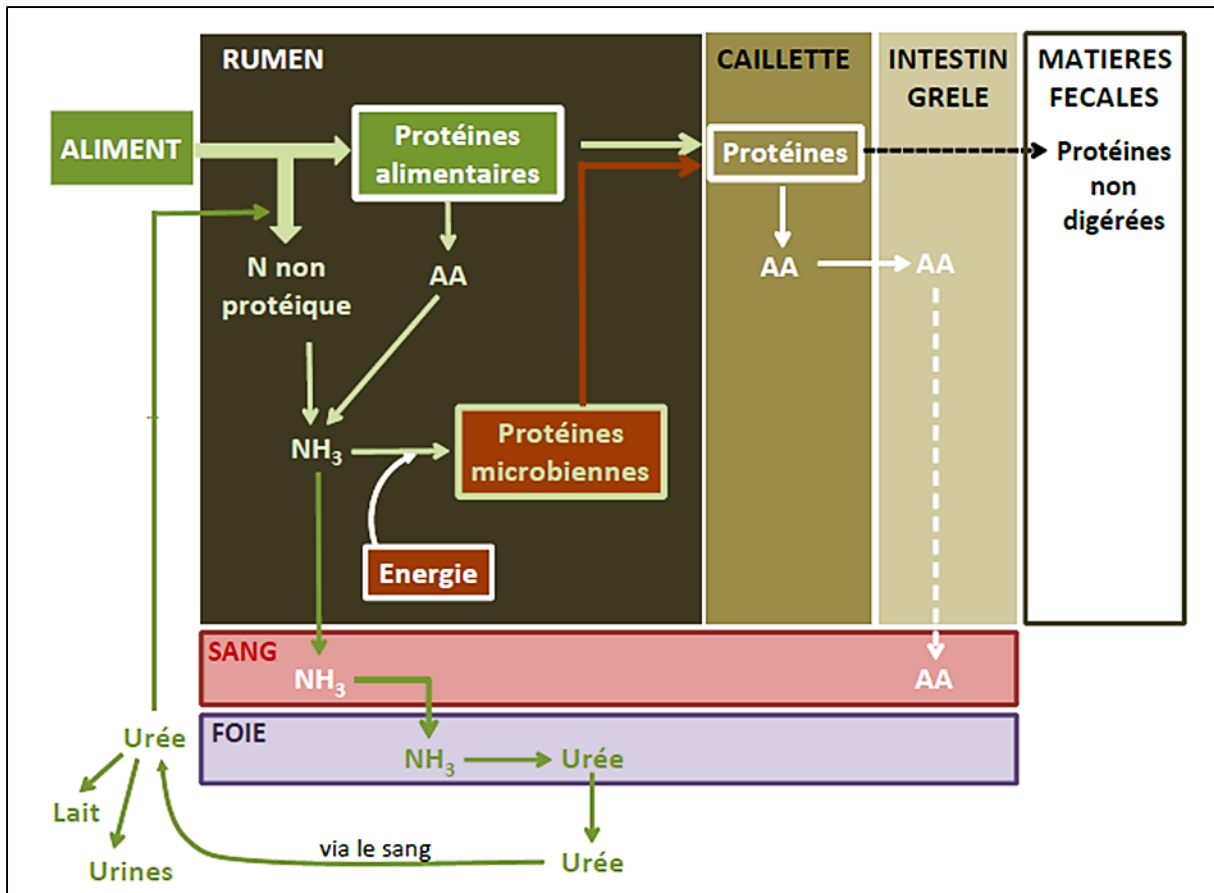 RUMEN
CAILLETTE
INTESTIN
GRELE
MATIERES
FECALES
ALIMENT
Protéines
alimentaires
Protéines
Protéines
non
digérées
N non
protéique
AA
AA
AA
NH₃
Protéines
microbiennes
Energie
SANG
NH₃
AA
FOIE
NH₃
Urée
Urée
Lait
Urines
via le sang
Urée